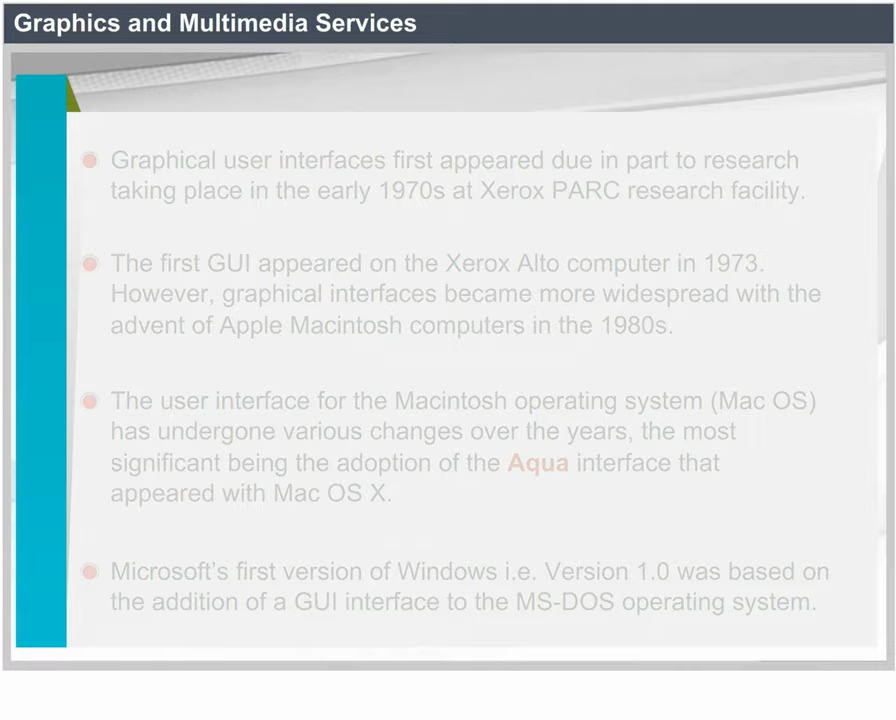 Graphics and Multimedia Services
Graphical user interfaces first appeared due in part to research
taking place in the early 1970s at Xerox PARC research facility.
The first GUI appeared on the Xerox Alto computer in 1973.
However, graphical interfaces became more widespread with the
advent of Apple Macintosh computers in the 1980s.
The user interface for the Macintosh operating system (Mac OS)
has undergone various changes over the years, the most
significant being the adoption of the Aqua interface that
appeared with Mac OS X.
Microsoft's first version of Windows i.e. Version 1.0 was based on
the addition of a GUI interface to the MS-DOS operating system.